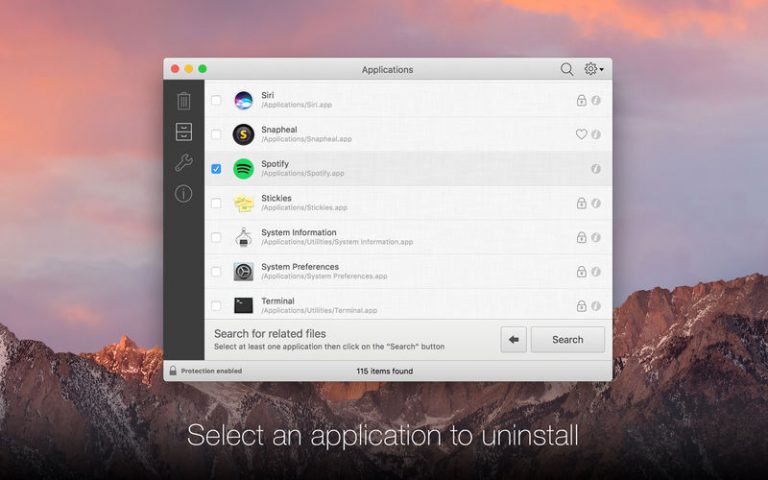 Applications
Siri
/Applications/Siri.app
Snapheal
/Applications/Snapheal.app
Spotify
/Applications/Spotify.app
Stickies
/Applications/Stickies.app
System Information
/Applications/Utilities/System Information.app
System Preferences
/Applications/System Preferences.app
Terminal
/Applications/Utilities/Terminal.app
Search for related files
Select at least one application then click on the "Search" button
Search
Protection enabled
115 items found
Select an application to uninstall